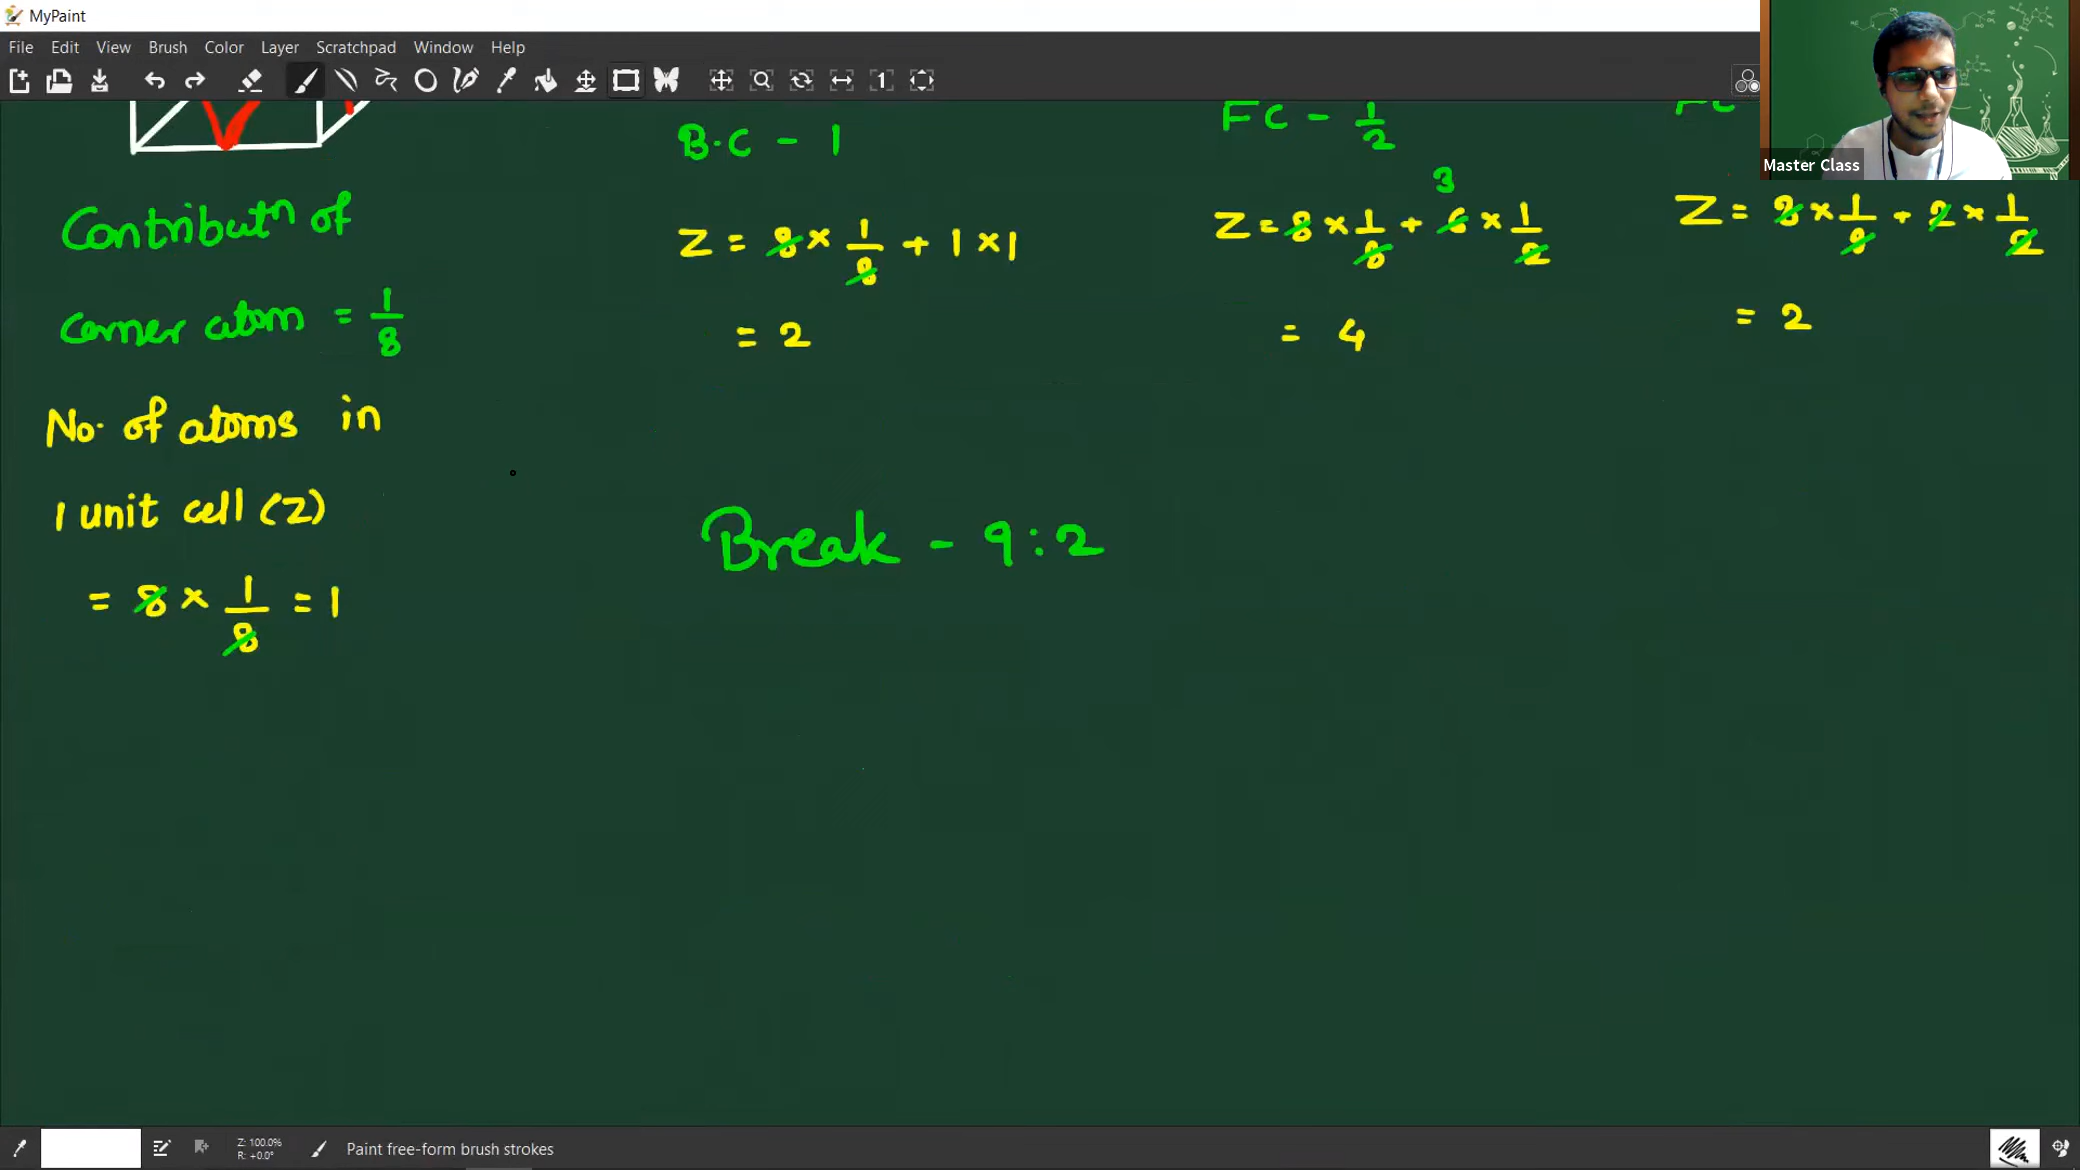 MyPaint
File Edit View Brush Color Layer Scratchpad Window Help
Master Class
Contributn of
corner atom = 1/8
No. of atoms in
1 unit cell (Z)
= 8 × 1/8 = 1
B.C - 1
Z = 8 × 1/8 + 1 × 1
= 2
FC - 1/2
3
Z = 8 × 1/8 + 6 × 1/2
= 4
FC
Z = 8 × 1/8 + 2 × 1/2
= 2
Break - 9:2
Z: 100.0%
R: +0.0°
Paint free-form brush strokes